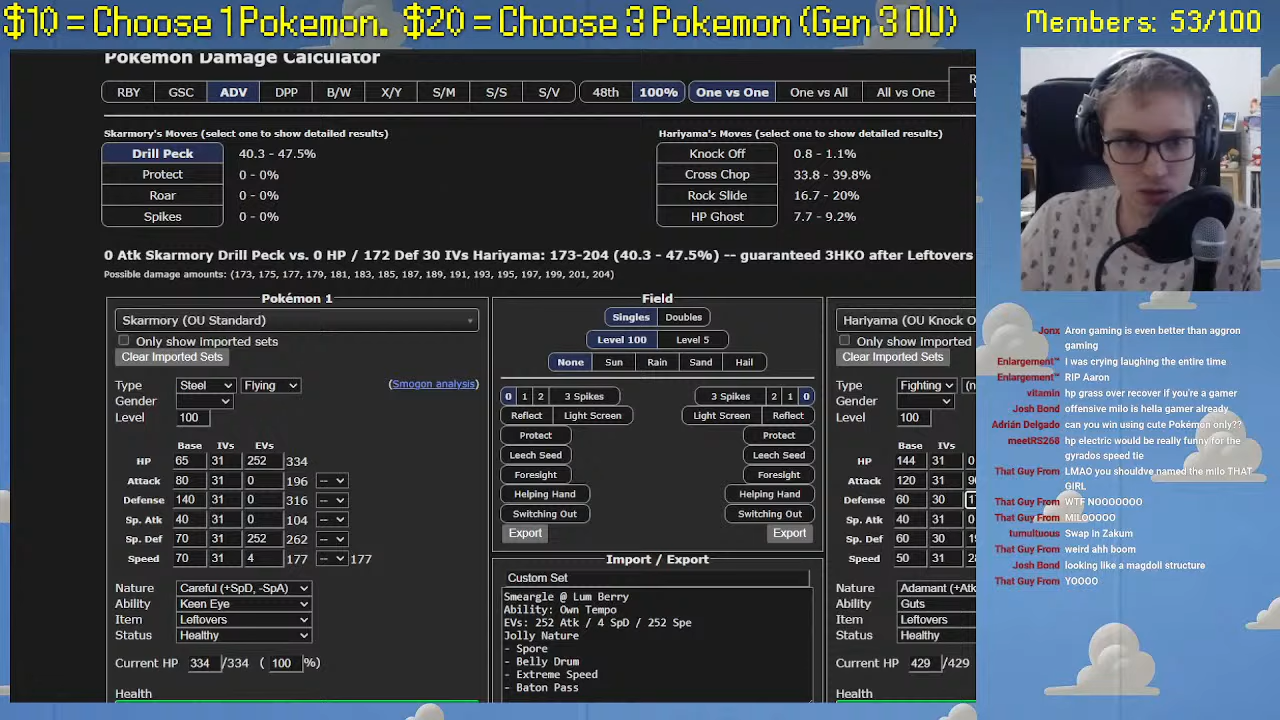 $10 = Choose 1 Pokemon. $20 = Choose 3 Pokemon (Gen 3 OU)
Members: 53/100
Pokémon Damage Calculator
RBY GSC ADV DPP B/W X/Y S/M S/S S/V 48th 100% One vs One One vs All All vs One
Skarmory's Moves (select one to show detailed results)
Drill Peck 40.3 - 47.5%
Protect 0 - 0%
Roar 0 - 0%
Spikes 0 - 0%
Hariyama's Moves (select one to show detailed results)
Knock Off 0.8 - 1.1%
Cross Chop 33.8 - 39.8%
Rock Slide 16.7 - 20%
HP Ghost 7.7 - 9.2%
0 Atk Skarmory Drill Peck vs. 0 HP / 172 Def 30 IVs Hariyama: 173-204 (40.3 - 47.5%) -- guaranteed 3HKO after Leftovers
Possible damage amounts: (173, 175, 177, 179, 181, 183, 185, 187, 189, 191, 193, 195, 197, 199, 201, 204)
Pokémon 1
Skarmory (OU Standard)
Only show imported sets
Clear Imported Sets
Type Steel Flying (Smogon analysis)
Gender
Level 100
Base IVs EVs
HP 65 31 252 334
Attack 80 31 0 196 --
Defense 140 31 0 316 --
Sp. Atk 40 31 0 104 --
Sp. Def 70 31 252 262 --
Speed 70 31 4 177 -- 177
Nature Careful (+SpD, -SpA)
Ability Keen Eye
Item Leftovers
Status Healthy
Current HP 334 /334 ( 100 %)
Health
Field
Singles Doubles
Level 100 Level 5
None Sun Rain Sand Hail
0 1 2 3 Spikes 3 Spikes 2 1 0
Reflect Light Screen Light Screen Reflect
Protect Protect
Leech Seed Leech Seed
Foresight Foresight
Helping Hand Helping Hand
Switching Out Switching Out
Export Export
Import / Export
Custom Set
Smeargle @ Lum Berry
Ability: Own Tempo
EVs: 252 Atk / 4 SpD / 252 Spe
Jolly Nature
- Spore
- Belly Drum
- Extreme Speed
- Baton Pass
Hariyama (OU Knock O
Only show imported
Clear Imported Sets
Type Fighting (n
Gender
Level 100
Base IVs
HP 144 31 0
Attack 120 31
Defense 60 30
Sp. Atk 40 31 0
Sp. Def 60 30
Speed 50 31
Nature Adamant (+Atk
Ability Guts
Item Leftovers
Status Healthy
Current HP 429 /429
Jonx Aron gaming is even better than aggron
gaming
Enlargement™ I was crying laughing the entire time
Enlargement™ RIP Aaron
vitamin hp grass over recover if you're a gamer
Josh Bond offensive milo is hella gamer already
Adrián Delgado can you win using cute Pokémon only??
meetRS268 hp electric would be really funny for the
gyrados speed tie
That Guy From LMAO you shouldve named the milo THAT
GIRL
That Guy From WTF NOOOOOOO
That Guy From MILOOOOO
tumultuous Swap in Zakum
That Guy From weird ahh boom
Josh Bond looking like a magdoll structure
That Guy From YOOOO